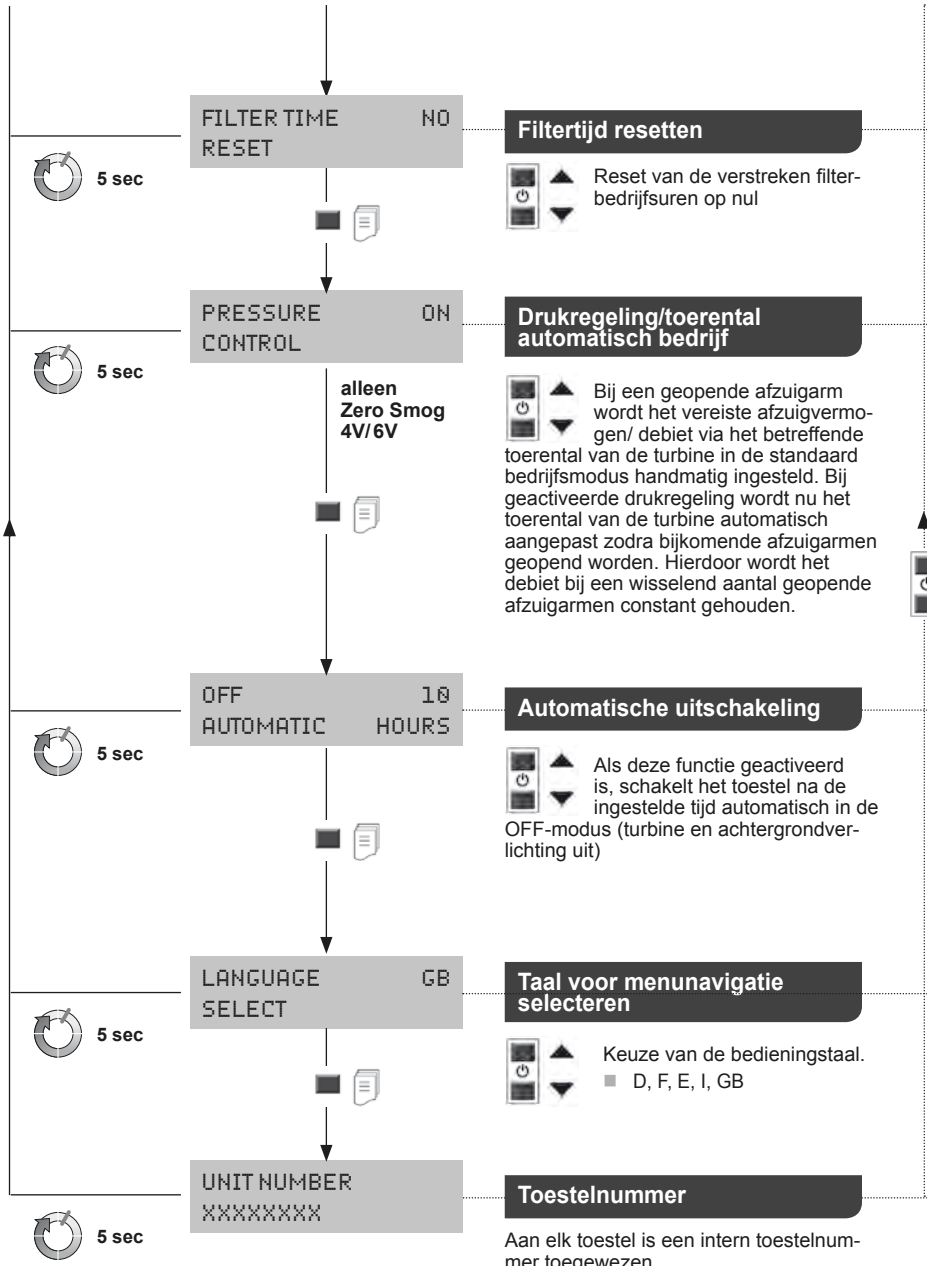 FILTER TIME NO
RESET
5 sec
Filtertijd resetten
Reset van de verstreken filter-
bedrijfsuren op nul
PRESSURE ON
CONTROL
5 sec
alleen
Zero Smog
4V/6V
Drukregeling/toerental
automatisch bedrijf
Bij een geopende afzuigarm
wordt het vereiste afzuigvermo-
gen/ debiet via het betreffende
toerental van de turbine in de standaard
bedrijfsmodus handmatig ingesteld. Bij
geactiveerde drukregeling wordt nu het
toerental van de turbine automatisch
aangepast zodra bijkomende afzuigarmen
geopend worden. Hierdoor wordt het
debiet bij een wisselend aantal geopende
afzuigarmen constant gehouden.
OFF 10
AUTOMATIC HOURS
5 sec
Automatische uitschakeling
Als deze functie geactiveerd
is, schakelt het toestel na de
ingestelde tijd automatisch in de
OFF-modus (turbine en achtergrondver-
lichting uit)
LANGUAGE GB
SELECT
5 sec
Taal voor menunavigatie
selecteren
Keuze van de bedieningstaal.
D, F, E, I, GB
UNIT NUMBER
XXXXXXXX
5 sec
Toestelnummer
Aan elk toestel is een intern toestelnum-
mer toegewezen